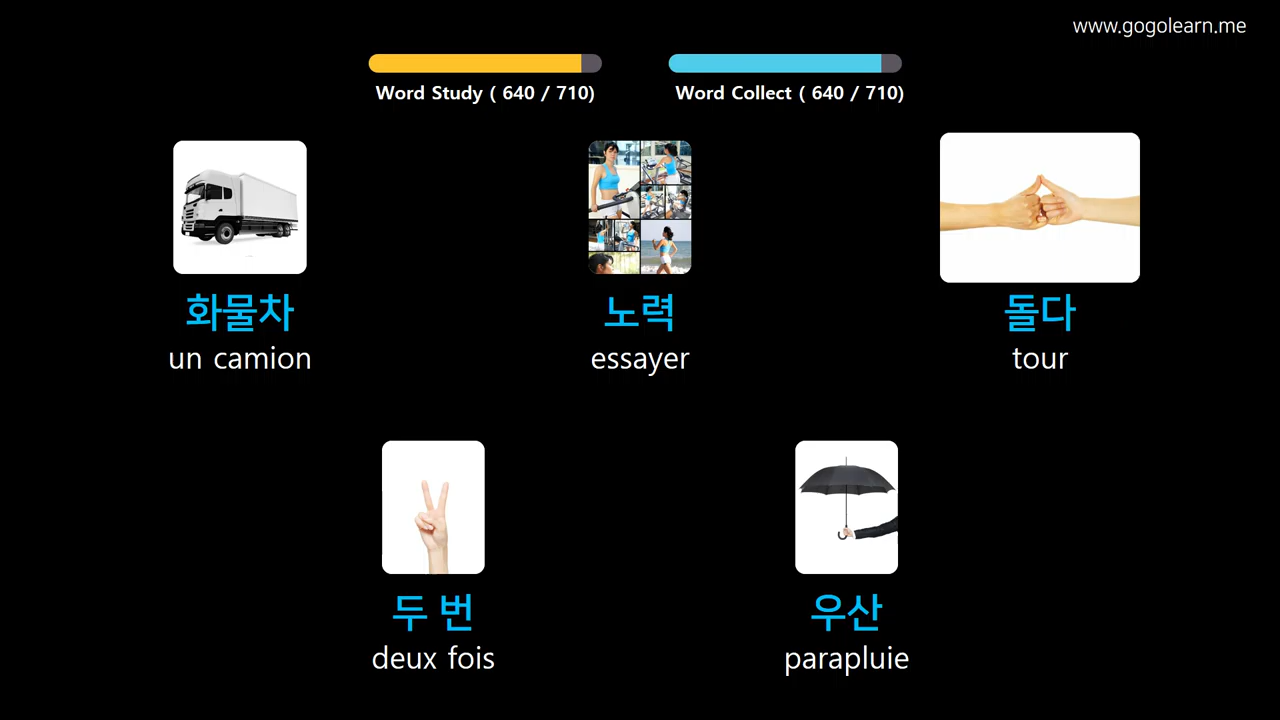 www.gogolearn.me
Word Study ( 640 / 710)
Word Collect ( 640 / 710)
화물차
un camion
노력
essayer
돌다
tour
두 번
deux fois
우산
parapluie